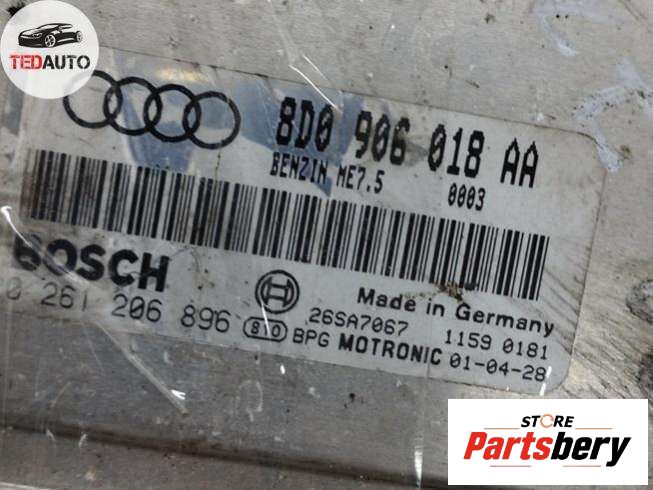 TEDAUTO
8D0 906 018 AA
BENZIN ME7.5 0003
BOSCH
0 261 206 896
Made in Germany
26SA7067 1159 0181
810 BPG MOTRONIC 01-04-28
STORE
Partsbery